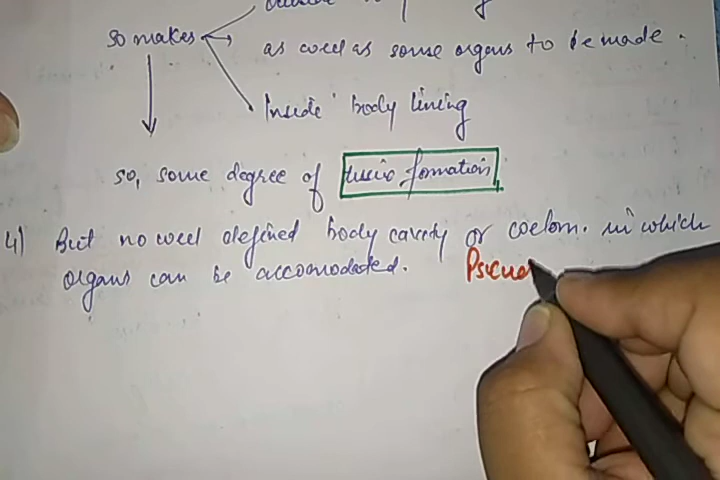 so makes
as well as some organs to be made.
Inside body lining
so, some degree of tissue formation.
4) But no well defined body cavity or coelom. in which
organs can be accomodated. Pseud